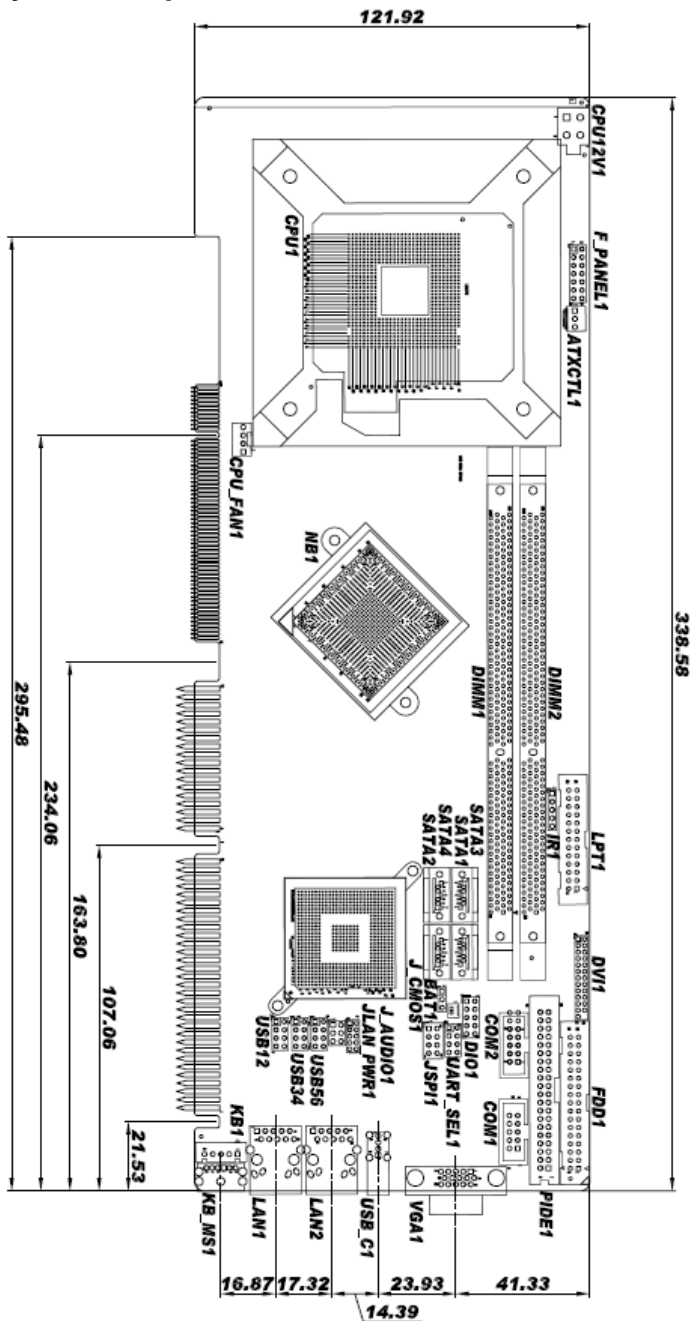 121.92
CPU12V1
F_PANEL1
CPU1
ATXCTL1
CPU_FAN1
NB1
DIMM1
DIMM2
338.58
295.48
234.06
163.80
107.06
21.53
IR1
LPT1
SATA3
SATA1
SATA4
SATA2
DVI1
BAT1
J_CMOS1
J_AUDIO1
JLAN_PWR1
USB56
USB34
USB12
DIO1
UART_SEL1
JSPI1
COM2
COM1
FDD1
PIDE1
KB1
KB_MS1
LAN1
LAN2
USB_C1
VGA1
16.87
17.32
14.39
23.93
41.33